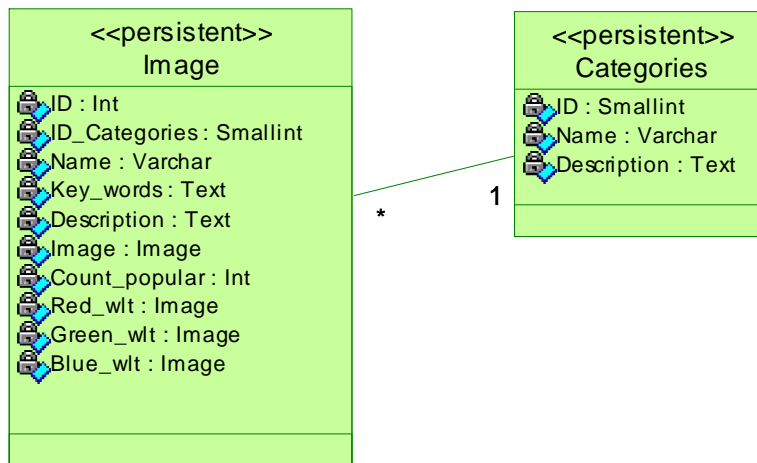 <<persistent>>
Image
ID : Int
ID_Categories : Smallint
Name : Varchar
Key_words : Text
Description : Text
Image : Image
Count_popular : Int
Red_wlt : Image
Green_wlt : Image
Blue_wlt : Image
*
1
<<persistent>>
Categories
ID : Smallint
Name : Varchar
Description : Text